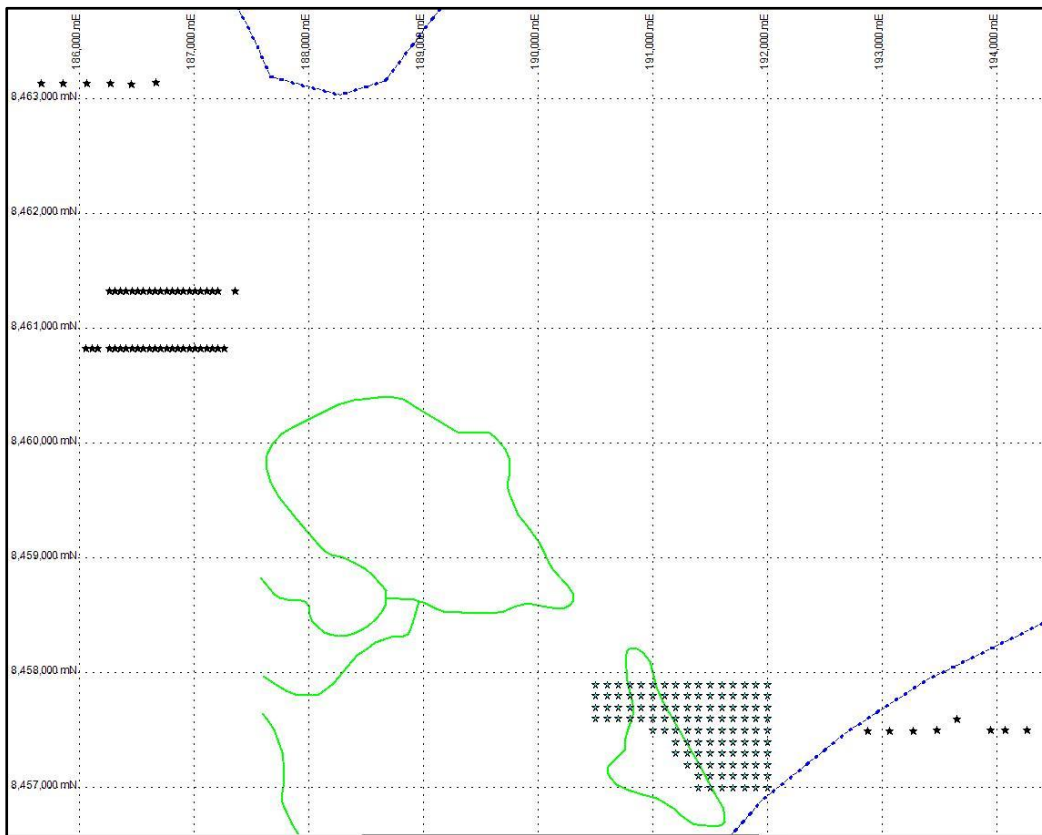 186,000 mE
187,000 mE
188,000 mE
189,000 mE
190,000 mE
191,000 mE
192,000 mE
193,000 mE
194,000 mE
8,463,000 mN
8,462,000 mN
8,461,000 mN
8,460,000 mN
8,459,000 mN
8,458,000 mN
8,457,000 mN